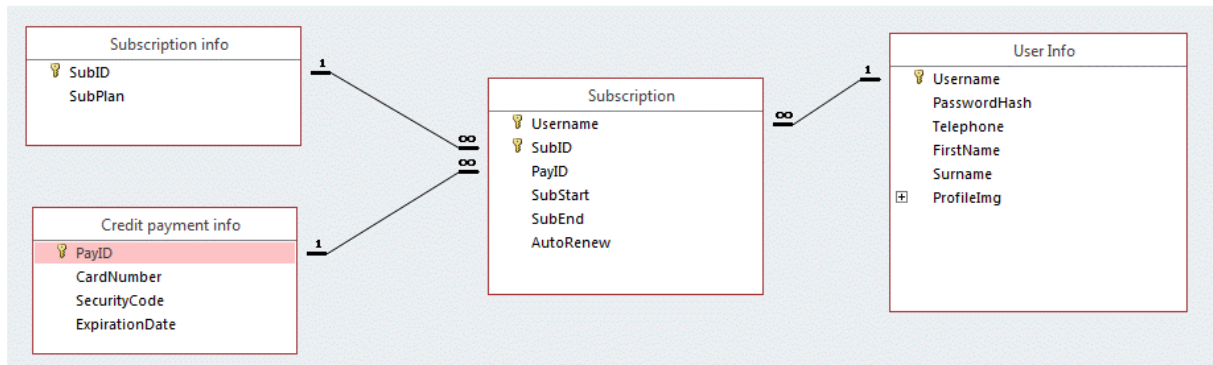 Subscription info
SubID
SubPlan
1
∞
Credit payment info
PayID
CardNumber
SecurityCode
ExpirationDate
1
∞
Subscription
Username
SubID
PayID
SubStart
SubEnd
AutoRenew
∞
1
User Info
Username
PasswordHash
Telephone
FirstName
Surname
ProfileImg